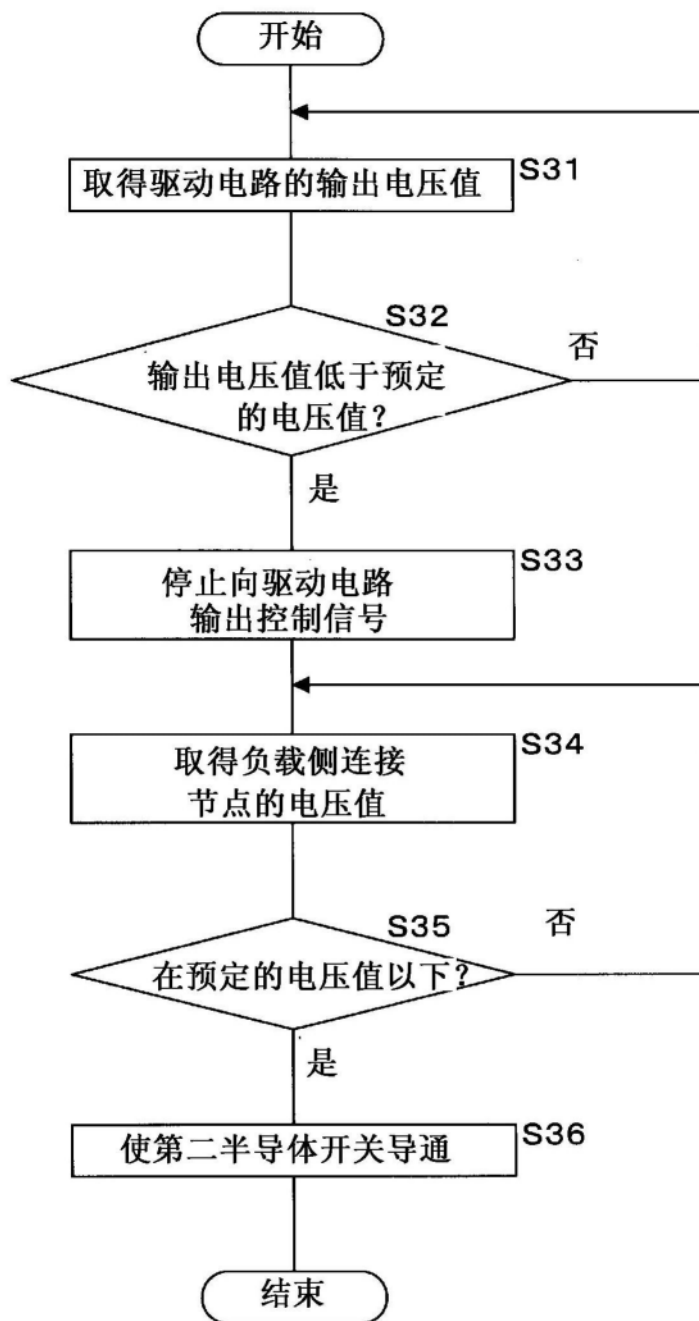 开始
取得驱动电路的输出电压值
S31
S32
否
输出电压值低于预定
的电压值？
是
S33
停止向驱动电路
输出控制信号
S34
取得负载侧连接
节点的电压值
S35
否
在预定的电压值以下？
是
使第二半导体开关导通
S36
结束